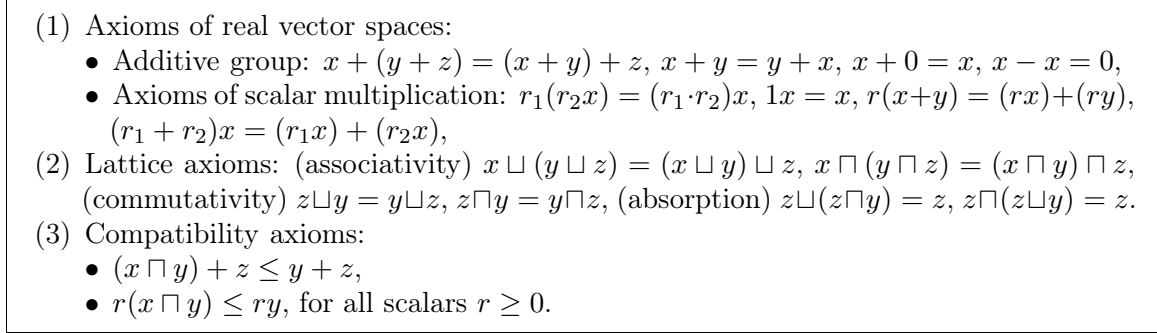 (1) Axioms of real vector spaces:
• Additive group: x + (y + z) = (x + y) + z, x + y = y + x, x + 0 = x, x − x = 0,
• Axioms of scalar multiplication: r₁(r₂x) = (r₁·r₂)x, 1x = x, r(x+y) = (rx)+(ry),
(r₁ + r₂)x = (r₁x) + (r₂x),
(2) Lattice axioms: (associativity) x ⊔ (y ⊔ z) = (x ⊔ y) ⊔ z, x ⊓ (y ⊓ z) = (x ⊓ y) ⊓ z,
(commutativity) z⊔y = y⊔z, z⊓y = y⊓z, (absorption) z⊔(z⊓y) = z, z⊓(z⊔y) = z.
(3) Compatibility axioms:
• (x ⊓ y) + z ≤ y + z,
• r(x ⊓ y) ≤ ry, for all scalars r ≥ 0.